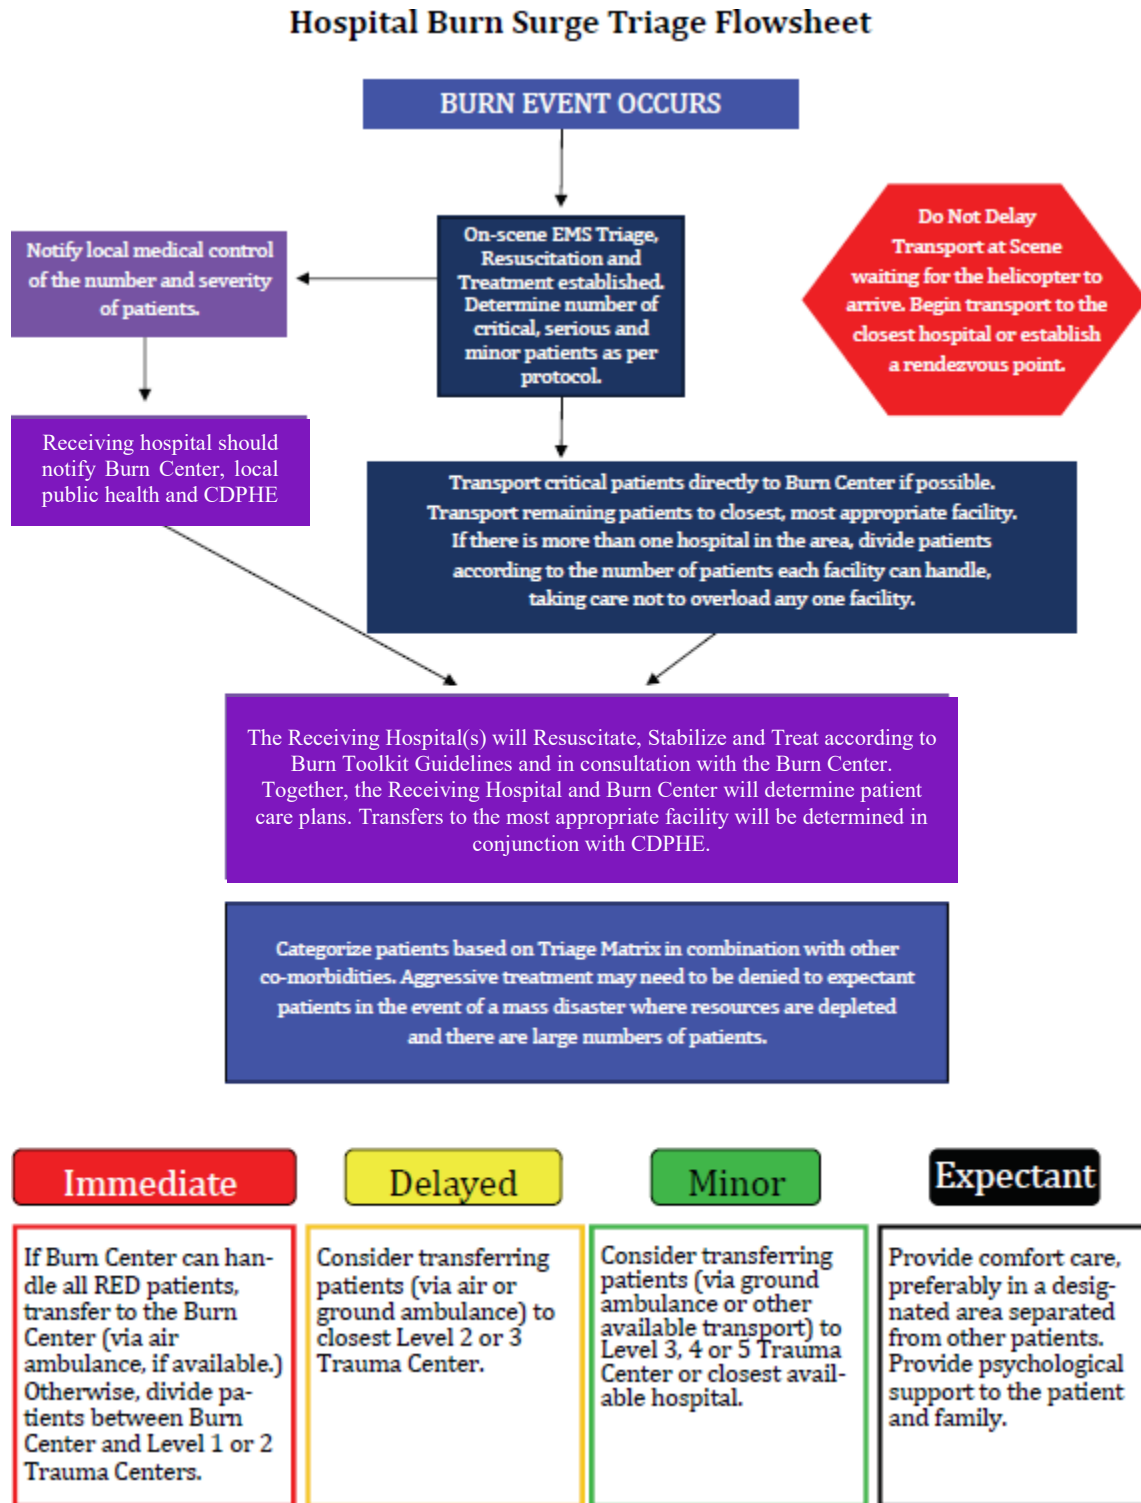 Hospital Burn Surge Triage Flowsheet
BURN EVENT OCCURS
On-scene EMS Triage,
Resuscitation and
Treatment established.
Determine number of
critical, serious and
minor patients as per
protocol.
Notify local medical control
of the number and severity
of patients.
Do Not Delay
Transport at Scene
waiting for the helicopter to
arrive. Begin transport to the
closest hospital or establish
a rendezvous point.
Receiving hospital should
notify Burn Center, local
public health and CDPHE
Transport critical patients directly to Burn Center if possible.
Transport remaining patients to closest, most appropriate facility.
If there is more than one hospital in the area, divide patients
according to the number of patients each facility can handle,
taking care not to overload any one facility.
The Receiving Hospital(s) will Resuscitate, Stabilize and Treat according to
Burn Toolkit Guidelines and in consultation with the Burn Center.
Together, the Receiving Hospital and Burn Center will determine patient
care plans. Transfers to the most appropriate facility will be determined in
conjunction with CDPHE.
Categorize patients based on Triage Matrix in combination with other
co-morbidities. Aggressive treatment may need to be denied to expectant
patients in the event of a mass disaster where resources are depleted
and there are large numbers of patients.
Immediate
If Burn Center can han-
dle all RED patients,
transfer to the Burn
Center (via air
ambulance, if available.)
Otherwise, divide pa-
tients between Burn
Center and Level 1 or 2
Trauma Centers.
Delayed
Consider transferring
patients (via air or
ground ambulance) to
closest Level 2 or 3
Trauma Center.
Minor
Consider transferring
patients (via ground
ambulance or other
available transport) to
Level 3, 4 or 5 Trauma
Center or closest avail-
able hospital.
Expectant
Provide comfort care,
preferably in a desig-
nated area separated
from other patients.
Provide psychological
support to the patient
and family.